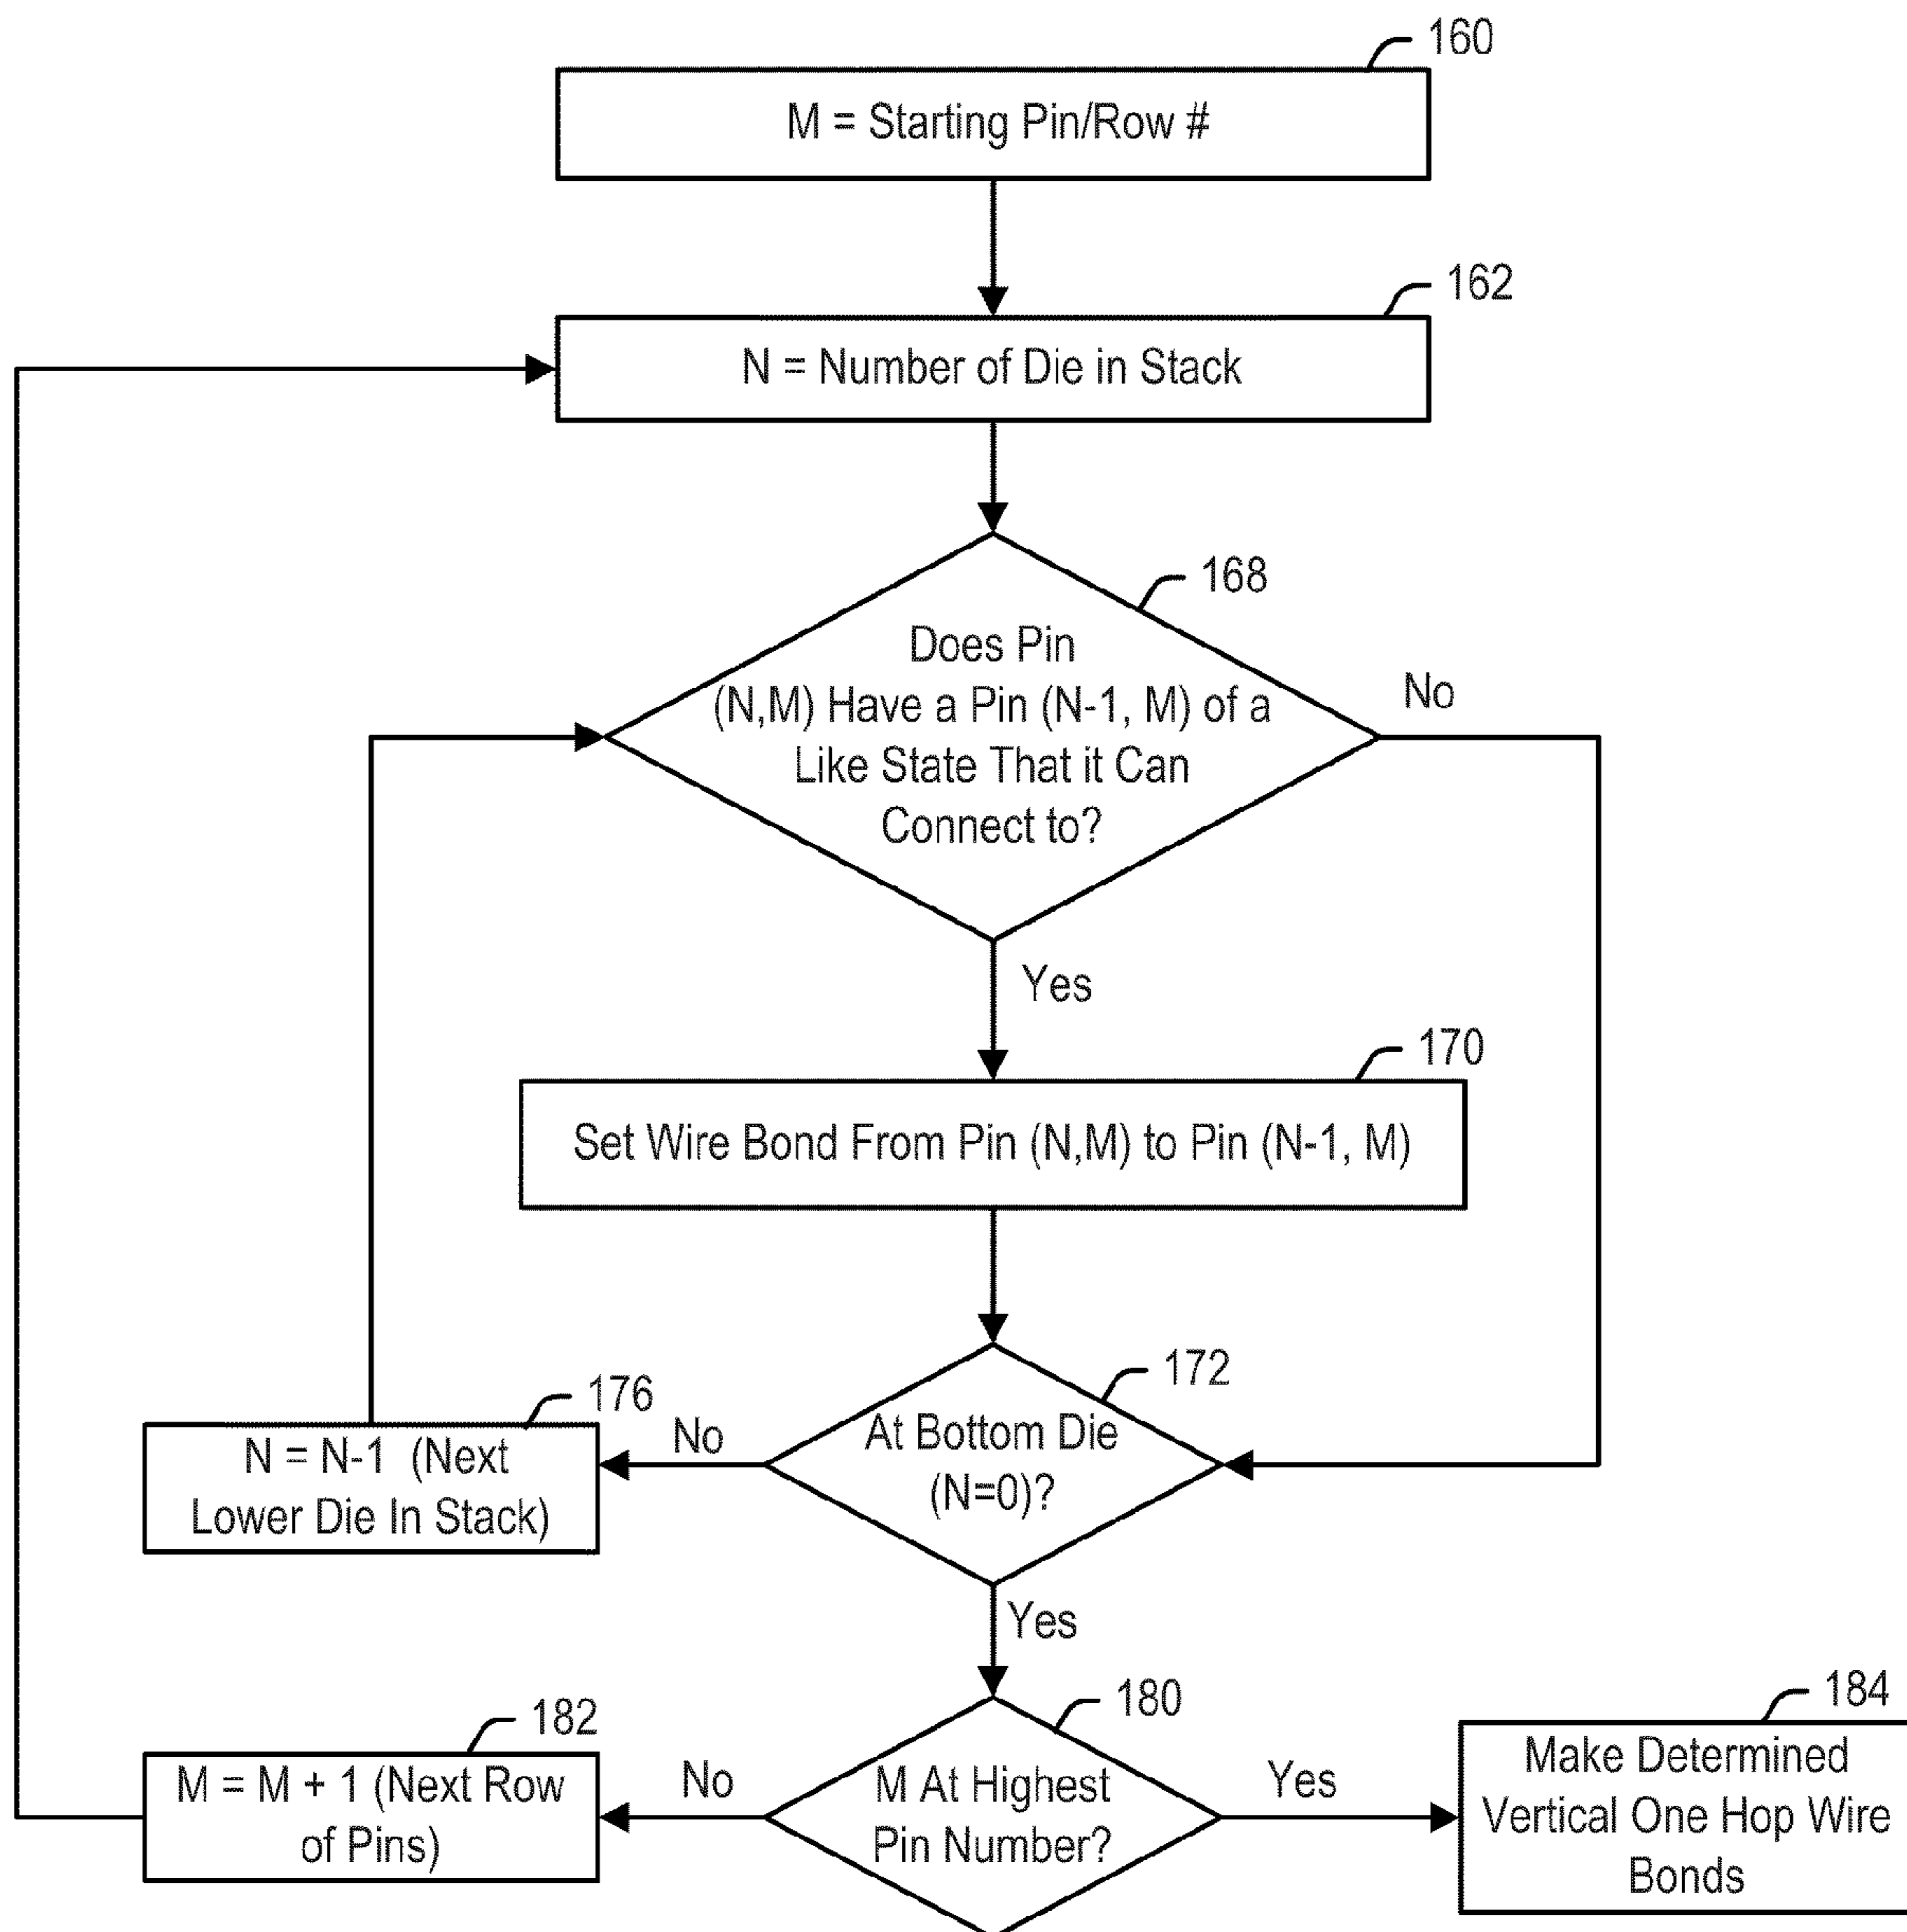 160
M = Starting Pin/Row #
162
N = Number of Die in Stack
168
Does Pin
(N,M) Have a Pin (N-1, M) of a
Like State That it Can
Connect to?
No
Yes
170
Set Wire Bond From Pin (N,M) to Pin (N-1, M)
172
At Bottom Die
(N=0)?
No
176
N = N-1 (Next
Lower Die In Stack)
Yes
180
M At Highest
Pin Number?
No
182
M = M + 1 (Next Row
of Pins)
Yes
184
Make Determined
Vertical One Hop Wire
Bonds